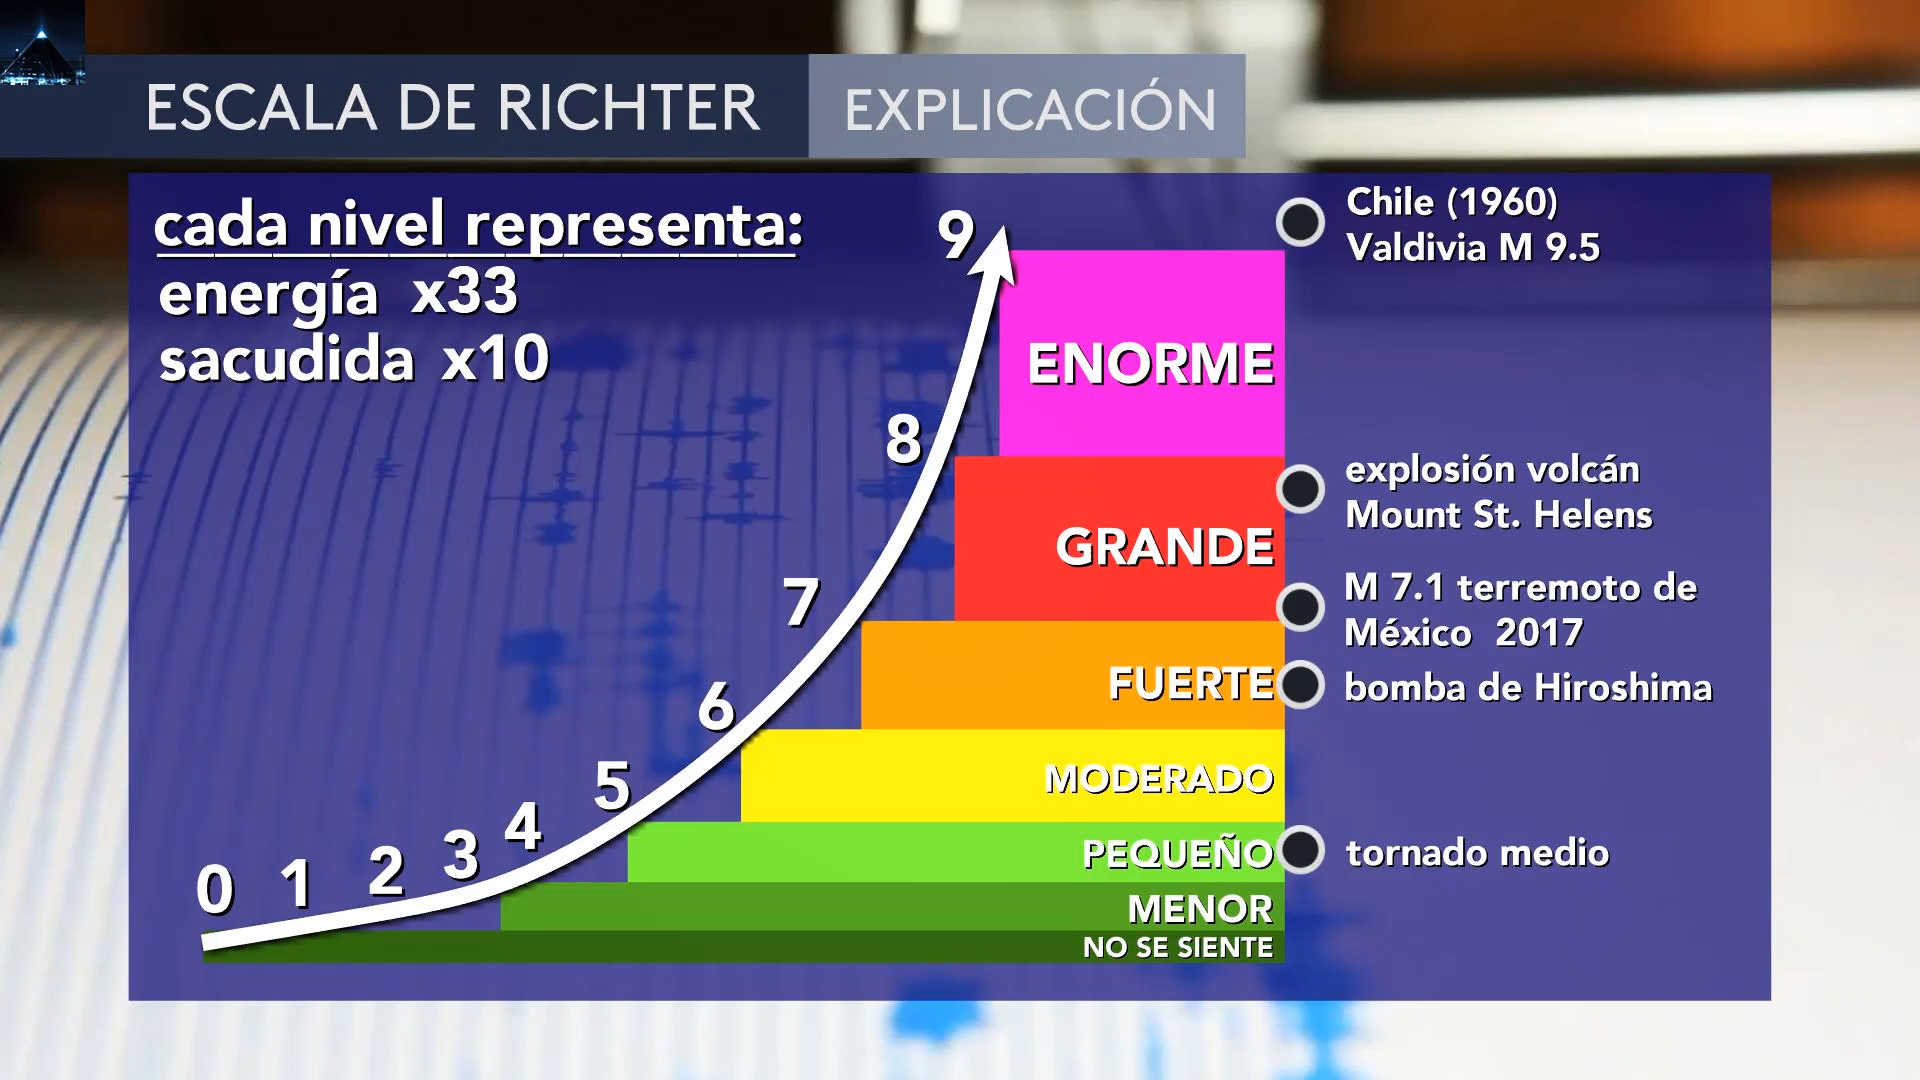 ESCALA DE RICHTER
EXPLICACIÓN
cada nivel representa:
energía x33
sacudida x10
9
8
7
6
5
4
3
2
1
0
ENORME
GRANDE
FUERTE
MODERADO
PEQUEÑO
MENOR
NO SE SIENTE
Chile (1960)
Valdivia M 9.5
explosión volcán
Mount St. Helens
M 7.1 terremoto de
México 2017
bomba de Hiroshima
tornado medio